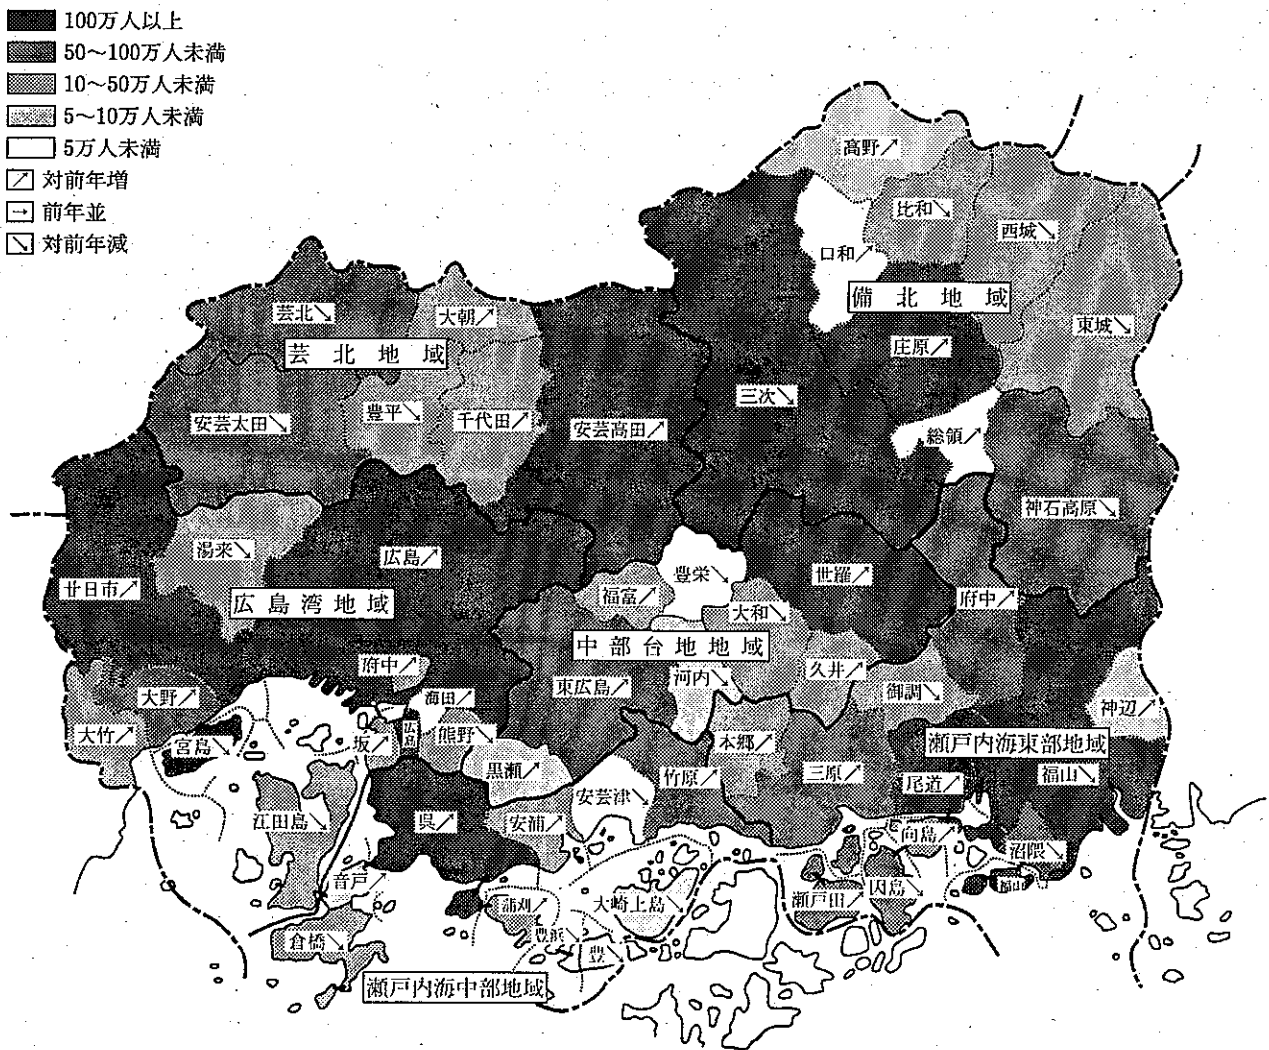 100万人以上
50～100万人未満
10～50万人未満
5～10万人未満
5万人未満
↗ 対前年増
→ 前年並
↘ 対前年減
高野↗
比和↘
西城↘
口和↗
備北地域
東城↘
庄原↗
芸北↘
大朝↗
芸北地域
三次↘
安芸太田↘
豊平↘
千代田↗
安芸高田↗
総領↗
神石高原↘
湯来↘
広島↗
豊栄↘
世羅↗
廿日市↗
福富↗
府中↗
広島湾地域
大和↘
中部台地地域
府中↗
久井↗
河内↘
東広島↗
御調↘
大野↗
海田↗
神辺↗
大竹↗
宮島↘
坂↗
広島
熊野↘
本郷↗
瀬戸内海東部地域
黒瀬↗
竹原↗
三原↗
尾道↗
福山↘
安芸津↘
江田島↘
呉↗
安浦↗
向島↗
沼隈↘
音戸↗
福山
因島↘
瀬戸田↗
大崎上島↘
蒲刈↗
倉橋↘
豊浜↘
豊↘
瀬戸内海中部地域